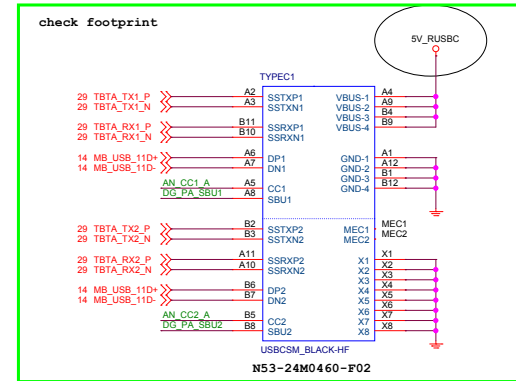 check footprint
5V_RUSBC
TYPEC1
29 TBTA_TX1_P A2 SSTXP1 VBUS-1 A4
29 TBTA_TX1_N A3 SSTXN1 VBUS-2 A9
VBUS-3 B4
29 TBTA_RX1_P B11 SSRXP1 VBUS-4 B9
29 TBTA_RX1_N B10 SSRXN1
14 MB_USB_11D+ A6 DP1 GND-1 A1
14 MB_USB_11D- A7 DN1 GND-2 A12
GND-3 B1
AN_CC1_A A5 CC1 GND-4 B12
DG_PA_SBU1 A8 SBU1
29 TBTA_TX2_P B2 SSTXP2 MEC1 MEC1
29 TBTA_TX2_N B3 SSTXN2 MEC2 MEC2
29 TBTA_RX2_P A11 SSRXP2 X1 X1
29 TBTA_RX2_N A10 SSRXN2 X2 X2
X3 X3
14 MB_USB_11D+ B6 DP2 X4 X4
14 MB_USB_11D- B7 DN2 X5 X5
X6 X6
AN_CC2_A B5 CC2 X7 X7
DG_PA_SBU2 B8 SBU2 X8 X8
USBCSM_BLACK-HF
N53-24M0460-F02